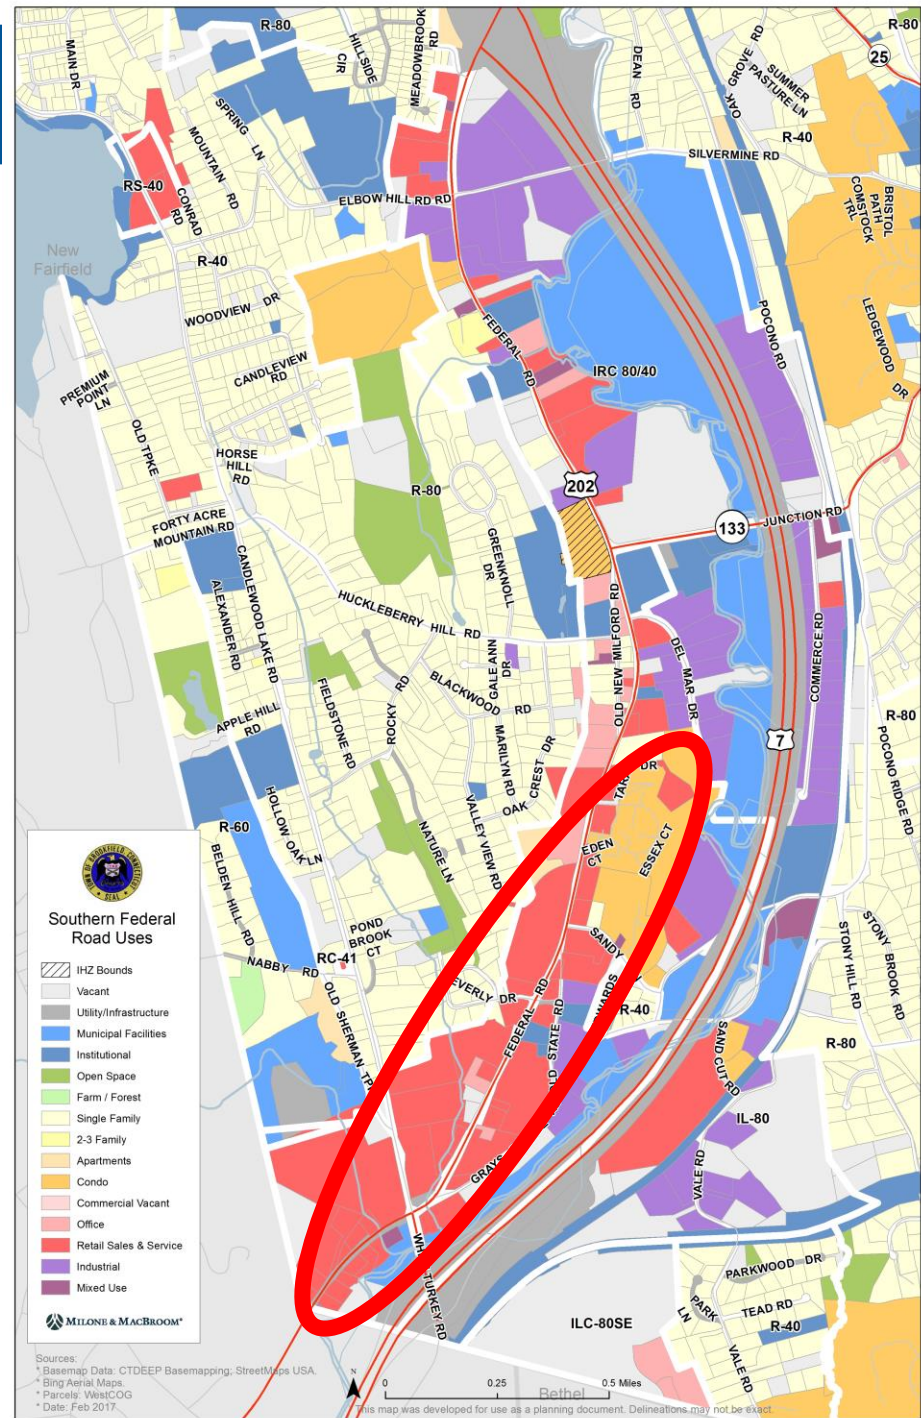 R-80
R-80
25
MAIN DR
HILLSIDE CIR
MEADOWBROOK RD
DEAN RD
OAK GROVE RD
SUMMER PASTURE LN
R-40
SPRING LN
MOUNTAIN RD
SILVERMINE RD
RS-40
CONRAD RD
ELBOW HILL RD RD
BRISTOL PATH
COMSTOCK TRL
New
Fairfield
R-40
WOODVIEW DR
LEDGEWOOD DR
POCONO RD
FEDERAL RD
IRC 80/40
CANDLEVIEW RD
PREMIUM POINT LN
OLD TPKE
HORSE HILL RD
R-80
202
FORTY ACRE MOUNTAIN RD
133
JUNCTION RD
GREENKNOLL DR
CANDLEWOOD LAKE RD
ALEXANDER RD
HUCKLEBERRY HILL RD
OLD NEW MILFORD RD
COMMERCE RD
GALE ANN DR
DEL MAR DR
BLACKWOOD RD
FIELDSTONE RD
ROCKY RD
APPLE HILL RD
MARILYN RD
R-80
7
POCONO RIDGE RD
OAK CREST DR
DR
HOLLOW OAK LN
R-60
VALLEY VIEW RD
NATURE LN
EDEN CT
ESSEX CT
BELDEN HILL RD
STONY HILL RD
STONY BROOK RD
POND BROOK CT
SANDY
NABBY RD
RC-41
R-40
OLD SHERMAN
FEDERAL RD
OLD STATE RD
SAND CUT RD
R-80
IL-80
VALE RD
TURKEY RD
PARKWOOD DR
PARK LN
TEAD RD
R-40
ILC-80SE
VALE RD
TOWN OF BROOKFIELD, CONNECTICUT
SEAL
Southern Federal
Road Uses
IHZ Bounds
Vacant
Utility/Infrastructure
Municipal Facilities
Institutional
Open Space
Farm / Forest
Single Family
2-3 Family
Apartments
Condo
Commercial Vacant
Office
Retail Sales & Service
Industrial
Mixed Use
MILONE & MACBROOM®
Sources:
* Basemap Data: CTDEEP Basemapping; StreetMaps USA.
* Bing Aerial Maps.
* Parcels: WestCOG
* Date: Feb 2017
N
0 0.25 0.5 Miles
Bethel
This map was developed for use as a planning document. Delineations may not be exact.